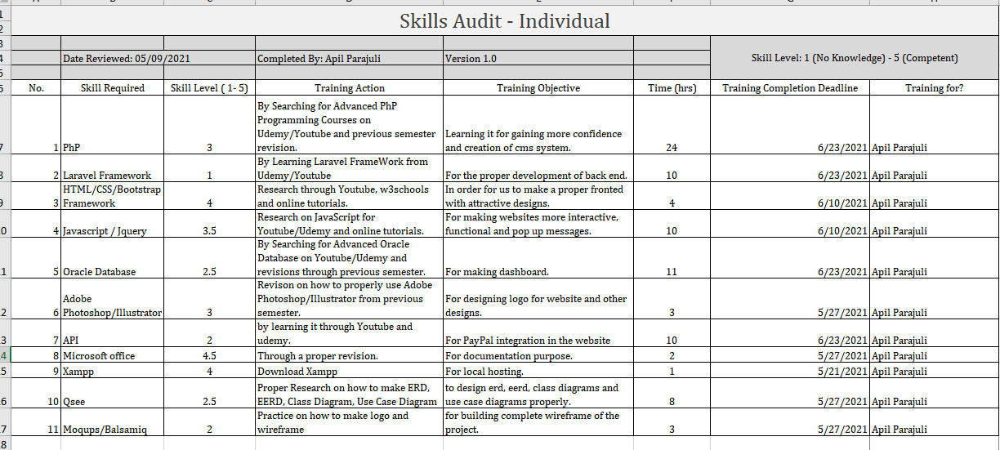 Skills Audit - Individual
Date Reviewed: 05/09/2021 Completed By: Apil Parajuli Version 1.0 Skill Level: 1 (No Knowledge) - 5 (Competent)
No. Skill Required Skill Level ( 1- 5) Training Action Training Objective Time (hrs) Training Completion Deadline Training for?
By Searching for Advanced PhP
Programming Courses on
Udemy/Youtube and previous semester Learning it for gaining more confidence
1 PhP 3 revision. and creation of cms system. 24 6/23/2021 Apil Parajuli
By Learning Laravel FrameWork from
2 Laravel Framework 1 Udemy/Youtube For the proper development of back end. 10 6/23/2021 Apil Parajuli
HTML/CSS/Bootstrap Research through Youtube, w3schools In order for us to make a proper fronted
3 Framework 4 and online tutorials. with attractive designs. 4 6/10/2021 Apil Parajuli
Research on JavaScript for For making websites more interactive,
4 Javascript / Jquery 3.5 Youtube/Udemy and online tutorials. functional and pop up messages. 10 6/10/2021 Apil Parajuli
By Searching for Advanced Oracle
Database on Youtube/Udemy and
5 Oracle Database 2.5 revisions through previous semester. For making dashboard. 11 6/23/2021 Apil Parajuli
Revison on how to properly use Adobe
Adobe Photoshop/Illustrator from previous For designing logo for website and other
6 Photoshop/Illustrator 3 semester. designs. 3 5/27/2021 Apil Parajuli
by learning it through Youtube and
7 API 2 udemy. For PayPal integration in the website 10 6/23/2021 Apil Parajuli
8 Microsoft office 4.5 Through a proper revision. For documentation purpose. 2 5/27/2021 Apil Parajuli
9 Xampp 4 Download Xampp For local hosting. 1 5/21/2021 Apil Parajuli
Proper Research on how to make ERD, to design erd, eerd, class diagrams and
10 Qsee 2.5 EERD, Class Diagram, Use Case Diagram use case diagrams properly. 8 5/27/2021 Apil Parajuli
Practice on how to make logo and for building complete wireframe of the
11 Moqups/Balsamiq 2 wireframe project. 3 5/27/2021 Apil Parajuli